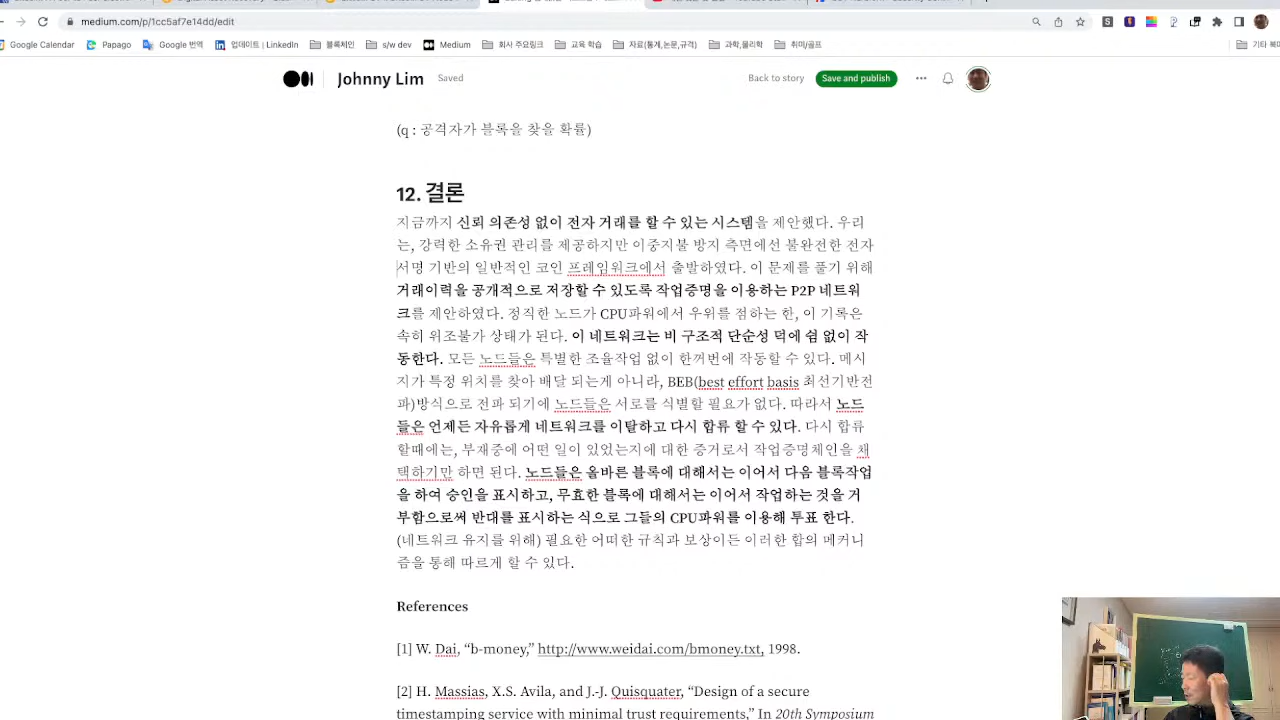 medium.com/p/1cc5af7e14dd/edit
Google Calendar Papago Google 번역 업데이트 | LinkedIn 블록체인 s/w dev Medium 회사 주요링크 교육 학습 자료(통계,논문,규격) 과학,물리학 취미/골프 기타 북마
Johnny Lim Saved Back to story Save and publish
(q : 공격자가 블록을 찾을 확률)
12. 결론
지금까지 신뢰 의존성 없이 전자 거래를 할 수 있는 시스템을 제안했다. 우리
는, 강력한 소유권 관리를 제공하지만 이중지불 방지 측면에선 불완전한 전자
서명 기반의 일반적인 코인 프레임워크에서 출발하였다. 이 문제를 풀기 위해
거래이력을 공개적으로 저장할 수 있도록 작업증명을 이용하는 P2P 네트워
크를 제안하였다. 정직한 노드가 CPU파워에서 우위를 점하는 한, 이 기록은
속히 위조불가 상태가 된다. 이 네트워크는 비 구조적 단순성 덕에 쉼 없이 작
동한다. 모든 노드들은 특별한 조율작업 없이 한꺼번에 작동할 수 있다. 메시
지가 특정 위치를 찾아 배달 되는게 아니라, BEB(best effort basis 최선기반전
파)방식으로 전파 되기에 노드들은 서로를 식별할 필요가 없다. 따라서 노드
들은 언제든 자유롭게 네트워크를 이탈하고 다시 합류 할 수 있다. 다시 합류
할때에는, 부재중에 어떤 일이 있었는지에 대한 증거로서 작업증명체인을 채
택하기만 하면 된다. 노드들은 올바른 블록에 대해서는 이어서 다음 블록작업
을 하여 승인을 표시하고, 무효한 블록에 대해서는 이어서 작업하는 것을 거
부함으로써 반대를 표시하는 식으로 그들의 CPU파워를 이용해 투표 한다.
(네트워크 유지를 위해) 필요한 어떠한 규칙과 보상이든 이러한 합의 메커니
즘을 통해 따르게 할 수 있다.
References
[1] W. Dai, “b-money,” http://www.weidai.com/bmoney.txt, 1998.
[2] H. Massias, X.S. Avila, and J.-J. Quisquater, “Design of a secure
timestamping service with minimal trust requirements,” In 20th Symposium